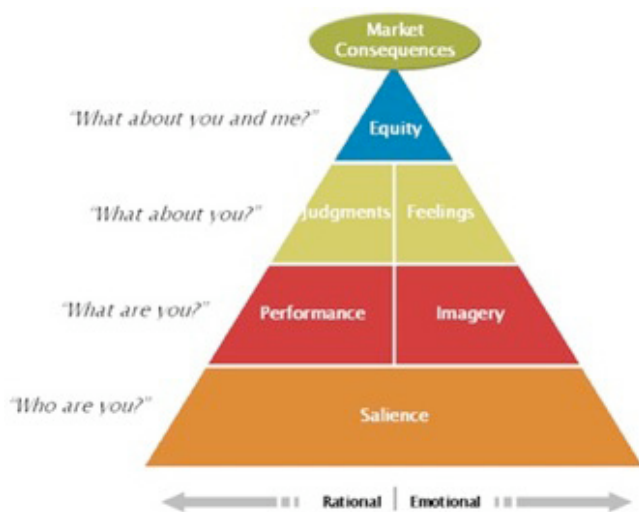 Market
Consequences
"What about you and me?"
Equity
"What about you?"
Judgments Feelings
"What are you?"
Performance Imagery
"Who are you?"
Salience
Rational Emotional